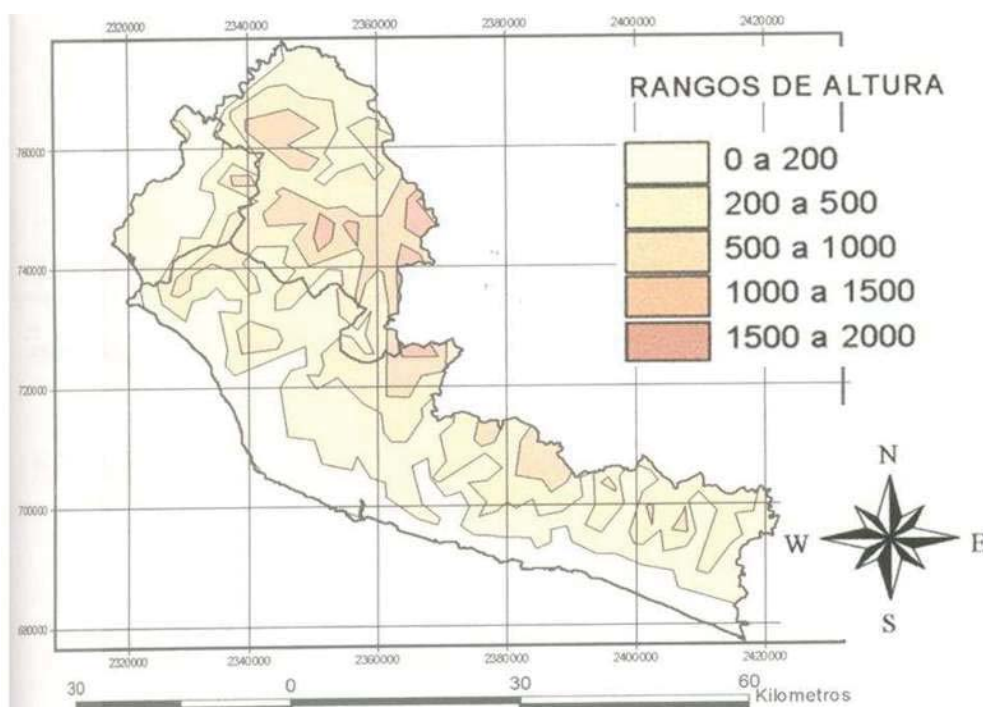 2320000 2340000 2360000 2380000 2400000 2420000
RANGOS DE ALTURA
0 a 200
200 a 500
500 a 1000
1000 a 1500
1500 a 2000
760000
740000
720000
700000
680000
N
W E
S
2320000 2340000 2360000 2380000 2400000 2420000
30 0 30 60 Kilometros